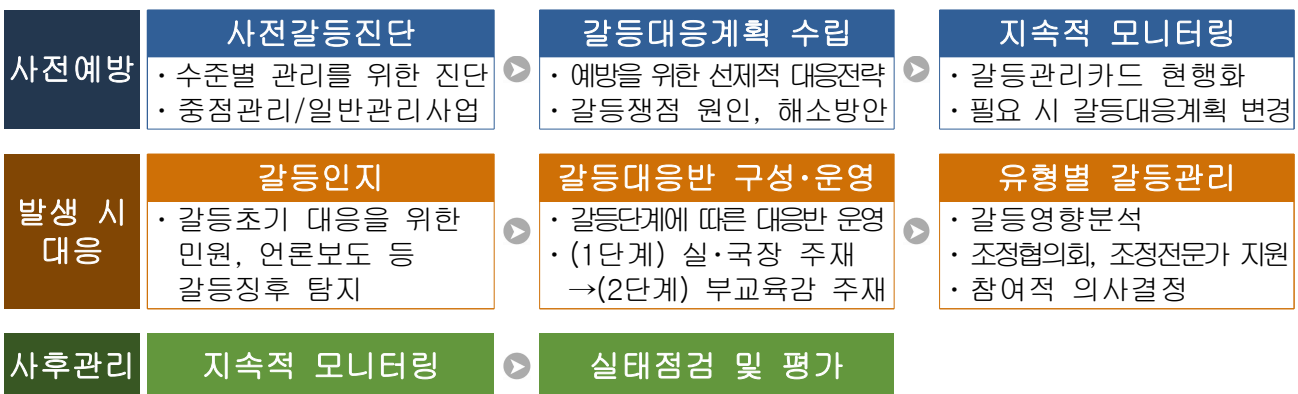 사전예방
사전갈등진단
· 수준별 관리를 위한 진단
· 중점관리/일반관리사업
갈등대응계획 수립
· 예방을 위한 선제적 대응전략
· 갈등쟁점 원인, 해소방안
지속적 모니터링
· 갈등관리카드 현행화
· 필요 시 갈등대응계획 변경
발생 시
대응
갈등인지
· 갈등초기 대응을 위한
민원, 언론보도 등
갈등징후 탐지
갈등대응반 구성·운영
· 갈등단계에 따른 대응반 운영
· (1단계) 실·국장 주재
→(2단계) 부교육감 주재
유형별 갈등관리
· 갈등영향분석
· 조정협의회, 조정전문가 지원
· 참여적 의사결정
사후관리
지속적 모니터링
실태점검 및 평가